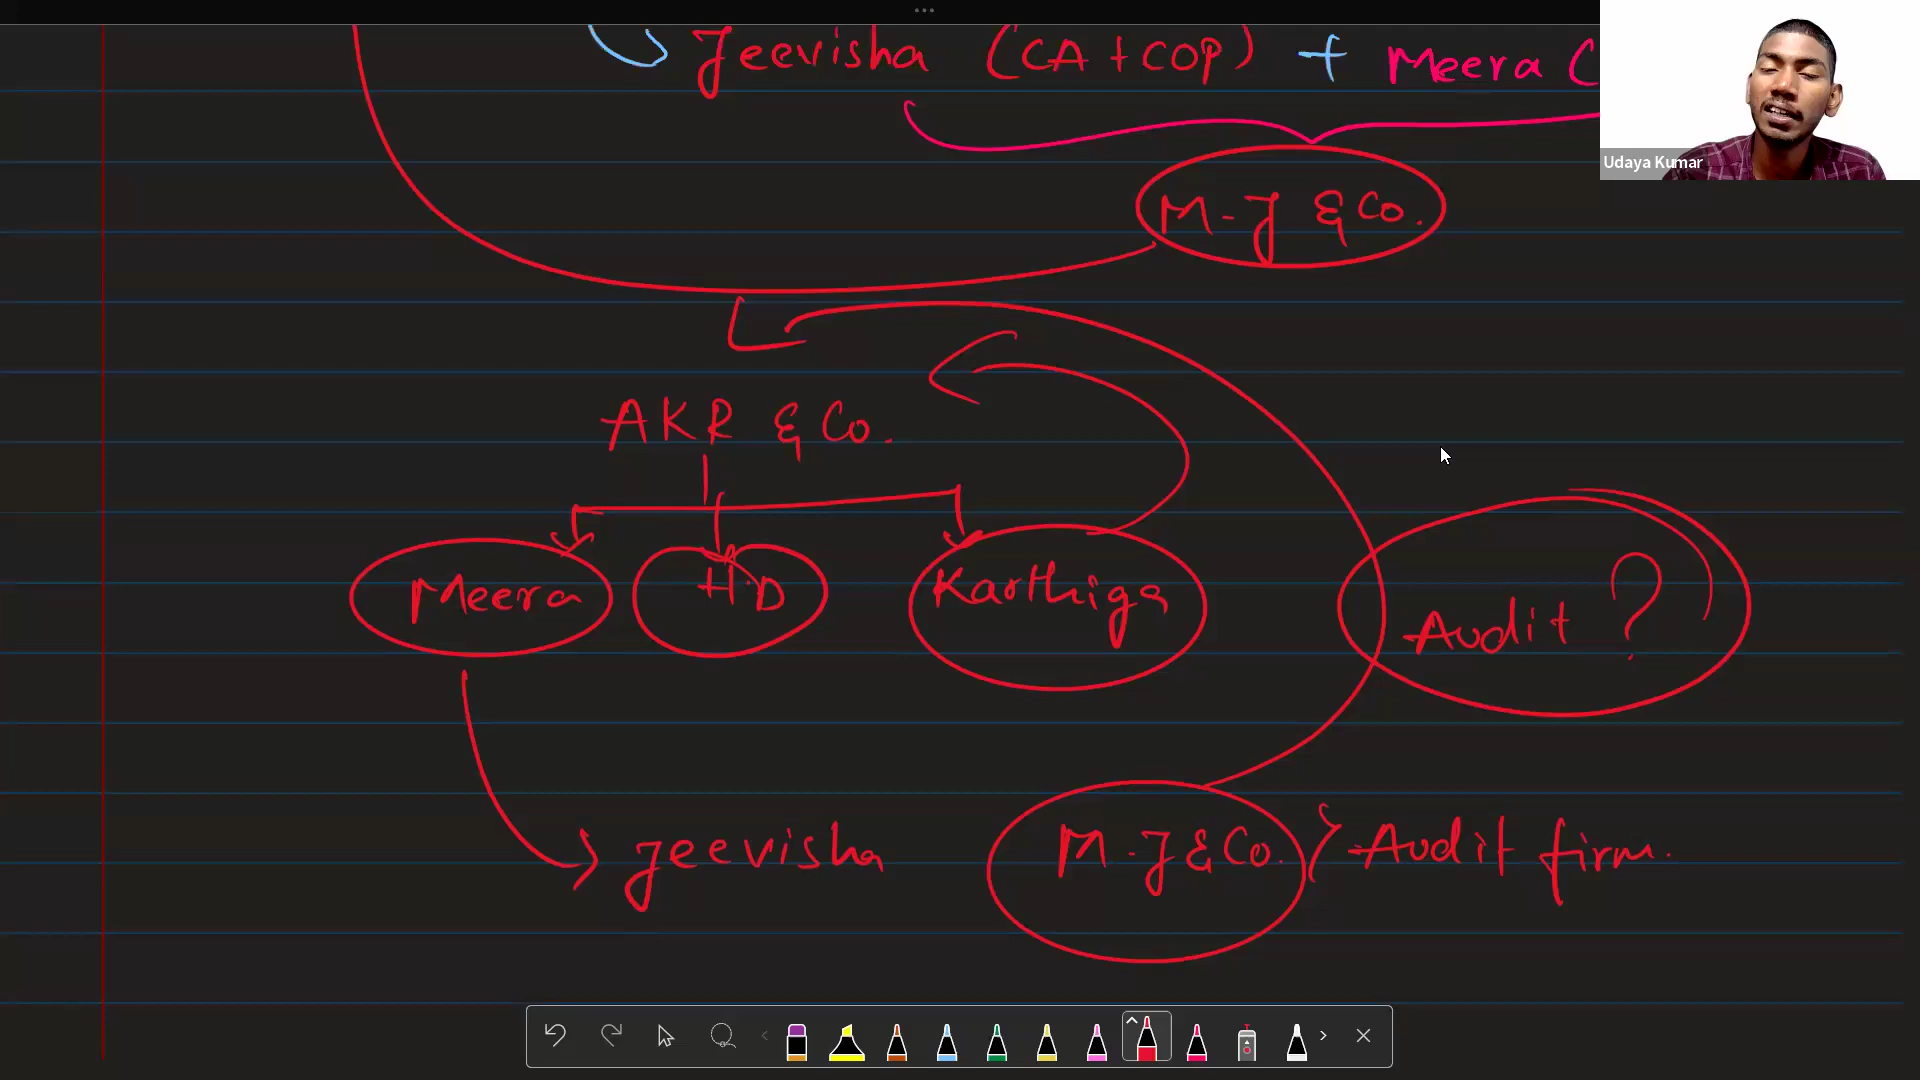 Jeevisha (CA + COP) + Meera (
Udaya Kumar
M-J & Co.
AKR & Co.
Meera H.D Karthiga
Audit ?
Jeevisha M.J & Co. Audit firm.